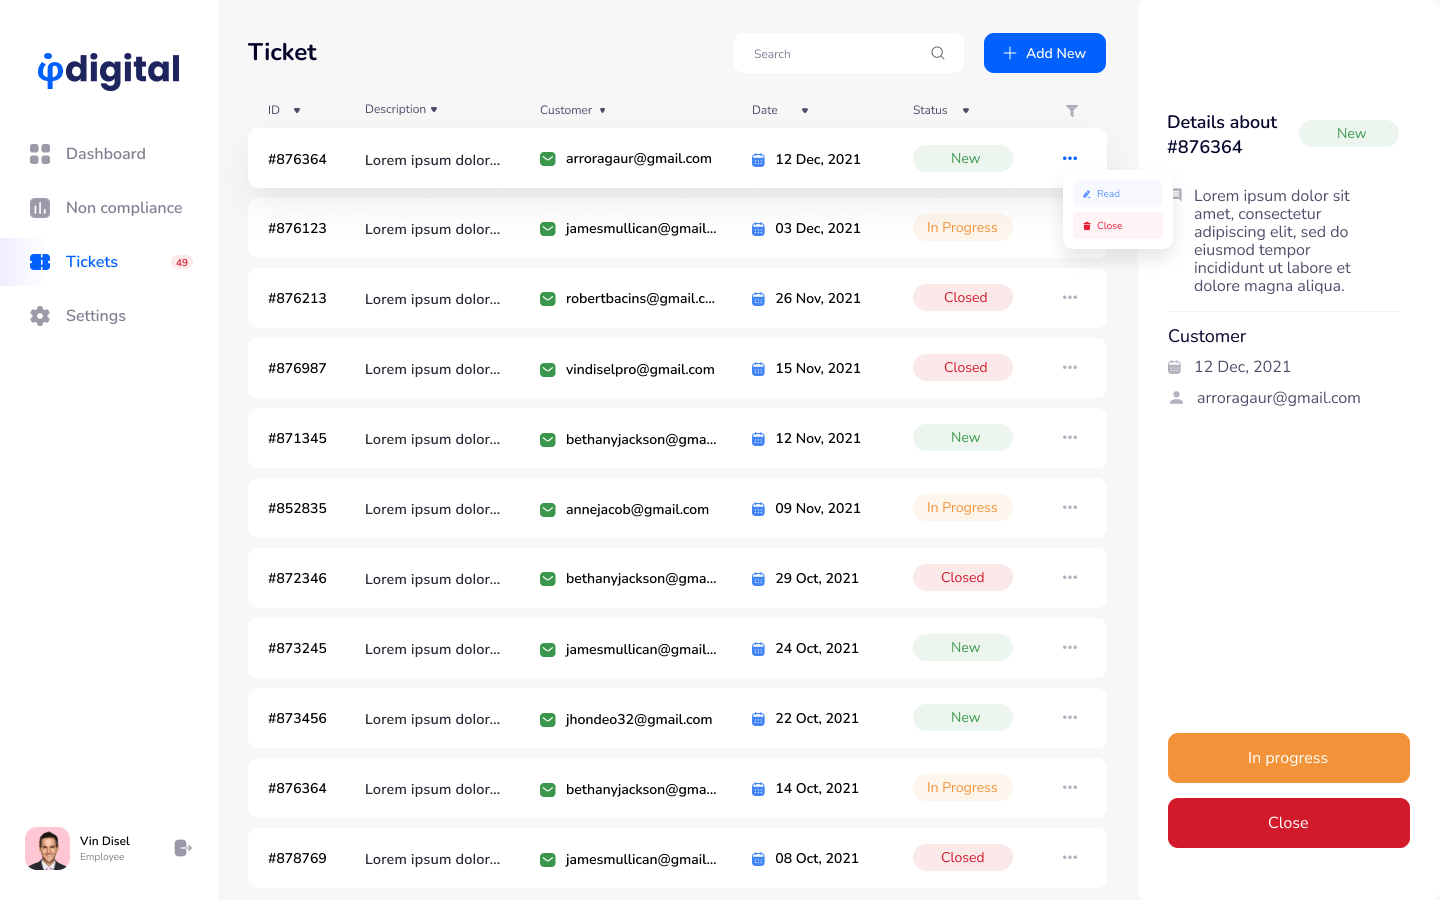 φdigital
Dashboard
Non compliance
Tickets 49
Settings
Vin Disel
Employee
Ticket
Search
Add New
ID Description Customer Date Status
#876364 Lorem ipsum dolor... arroragaur@gmail.com 12 Dec, 2021 New
Read
Close
#876123 Lorem ipsum dolor... jamesmullican@gmail... 03 Dec, 2021 In Progress
#876213 Lorem ipsum dolor... robertbacins@gmail.c... 26 Nov, 2021 Closed
#876987 Lorem ipsum dolor... vindiselpro@gmail.com 15 Nov, 2021 Closed
#871345 Lorem ipsum dolor... bethanyjackson@gma... 12 Nov, 2021 New
#852835 Lorem ipsum dolor... annejacob@gmail.com 09 Nov, 2021 In Progress
#872346 Lorem ipsum dolor... bethanyjackson@gma... 29 Oct, 2021 Closed
#873245 Lorem ipsum dolor... jamesmullican@gmail... 24 Oct, 2021 New
#873456 Lorem ipsum dolor... jhondeo32@gmail.com 22 Oct, 2021 New
#876364 Lorem ipsum dolor... bethanyjackson@gma... 14 Oct, 2021 In Progress
#878769 Lorem ipsum dolor... jamesmullican@gmail... 08 Oct, 2021 Closed
Details about
#876364
New
Lorem ipsum dolor sit
amet, consectetur
adipiscing elit, sed do
eiusmod tempor
incididunt ut labore et
dolore magna aliqua.
Customer
12 Dec, 2021
arroragaur@gmail.com
In progress
Close